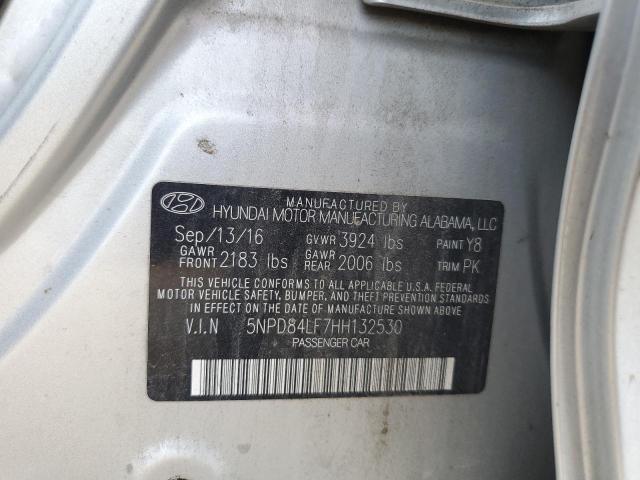 MANUFACTURED BY
HYUNDAI MOTOR MANUFACTURING ALABAMA, LLC
Sep/13/16 GVWR 3924 lbs PAINT Y8
GAWR FRONT 2183 lbs GAWR REAR 2006 lbs TRIM PK
THIS VEHICLE CONFORMS TO ALL APPLICABLE U.S.A. FEDERAL
MOTOR VEHICLE SAFETY, BUMPER, AND THEFT PREVENTION STANDARDS
IN EFFECT ON THE DATE OF MANUFACTURE SHOWN ABOVE.
V.I.N 5NPD84LF7HH132530
PASSENGER CAR